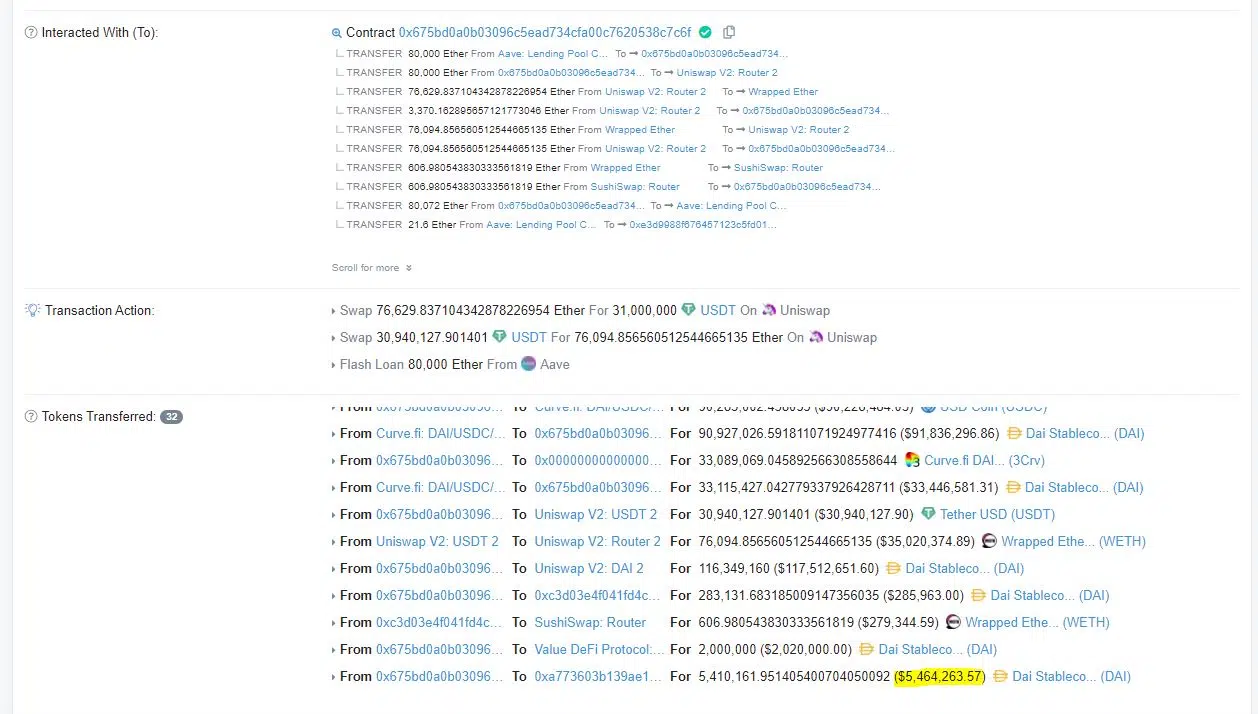 Interacted With (To):
Contract 0x675bd0a0b03096c5ead734cfa00c7620538c7c6f
TRANSFER 80,000 Ether From Aave: Lending Pool C... To → 0x675bd0a0b03096c5ead734...
TRANSFER 80,000 Ether From 0x675bd0a0b03096c5ead734... To → Uniswap V2: Router 2
TRANSFER 76,629.837104342878226954 Ether From Uniswap V2: Router 2 To → Wrapped Ether
TRANSFER 3,370.162895657121773046 Ether From Uniswap V2: Router 2 To → 0x675bd0a0b03096c5ead734...
TRANSFER 76,094.856560512544665135 Ether From Wrapped Ether To → Uniswap V2: Router 2
TRANSFER 76,094.856560512544665135 Ether From Uniswap V2: Router 2 To → 0x675bd0a0b03096c5ead734...
TRANSFER 606.980543830333561819 Ether From Wrapped Ether To → SushiSwap: Router
TRANSFER 606.980543830333561819 Ether From SushiSwap: Router To → 0x675bd0a0b03096c5ead734...
TRANSFER 80,072 Ether From 0x675bd0a0b03096c5ead734... To → Aave: Lending Pool C...
TRANSFER 21.6 Ether From Aave: Lending Pool C... To → 0xe3d9988f676457123c5fd01...
Scroll for more
Transaction Action:
Swap 76,629.837104342878226954 Ether For 31,000,000 USDT On Uniswap
Swap 30,940,127.901401 USDT For 76,094.856560512544665135 Ether On Uniswap
Flash Loan 80,000 Ether From Aave
Tokens Transferred: 32
From 0x675bd0a0b03096... To Curve.fi: DAI/USDC/... For USD Coin (USDC)
From Curve.fi: DAI/USDC/... To 0x675bd0a0b03096... For 90,927,026.591811071924977416 ($91,836,296.86) Dai Stableco... (DAI)
From 0x675bd0a0b03096... To 0x00000000000000... For 33,089,069.045892566308558644 Curve.fi DAI... (3Crv)
From Curve.fi: DAI/USDC/... To 0x675bd0a0b03096... For 33,115,427.042779337926428711 ($33,446,581.31) Dai Stableco... (DAI)
From 0x675bd0a0b03096... To Uniswap V2: USDT 2 For 30,940,127.901401 ($30,940,127.90) Tether USD (USDT)
From Uniswap V2: USDT 2 To Uniswap V2: Router 2 For 76,094.856560512544665135 ($35,020,374.89) Wrapped Ethe... (WETH)
From 0x675bd0a0b03096... To Uniswap V2: DAI 2 For 116,349,160 ($117,512,651.60) Dai Stableco... (DAI)
From 0x675bd0a0b03096... To 0xc3d03e4f041fd4c... For 283,131.683185009147356035 ($285,963.00) Dai Stableco... (DAI)
From 0xc3d03e4f041fd4c... To SushiSwap: Router For 606.980543830333561819 ($279,344.59) Wrapped Ethe... (WETH)
From 0x675bd0a0b03096... To Value DeFi Protocol:... For 2,000,000 ($2,020,000.00) Dai Stableco... (DAI)
From 0x675bd0a0b03096... To 0xa773603b139ae1... For 5,410,161.951405400704050092 ($5,464,263.57) Dai Stableco... (DAI)